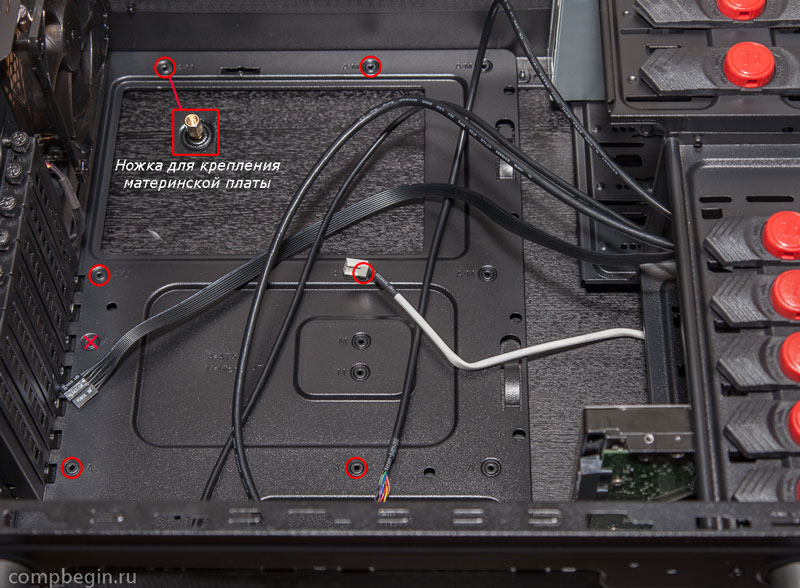 A/M
A/M
A/M
Ножка для крепления
материнской платы
A/M
A/M
A
M
M
A
A
compbegin.ru